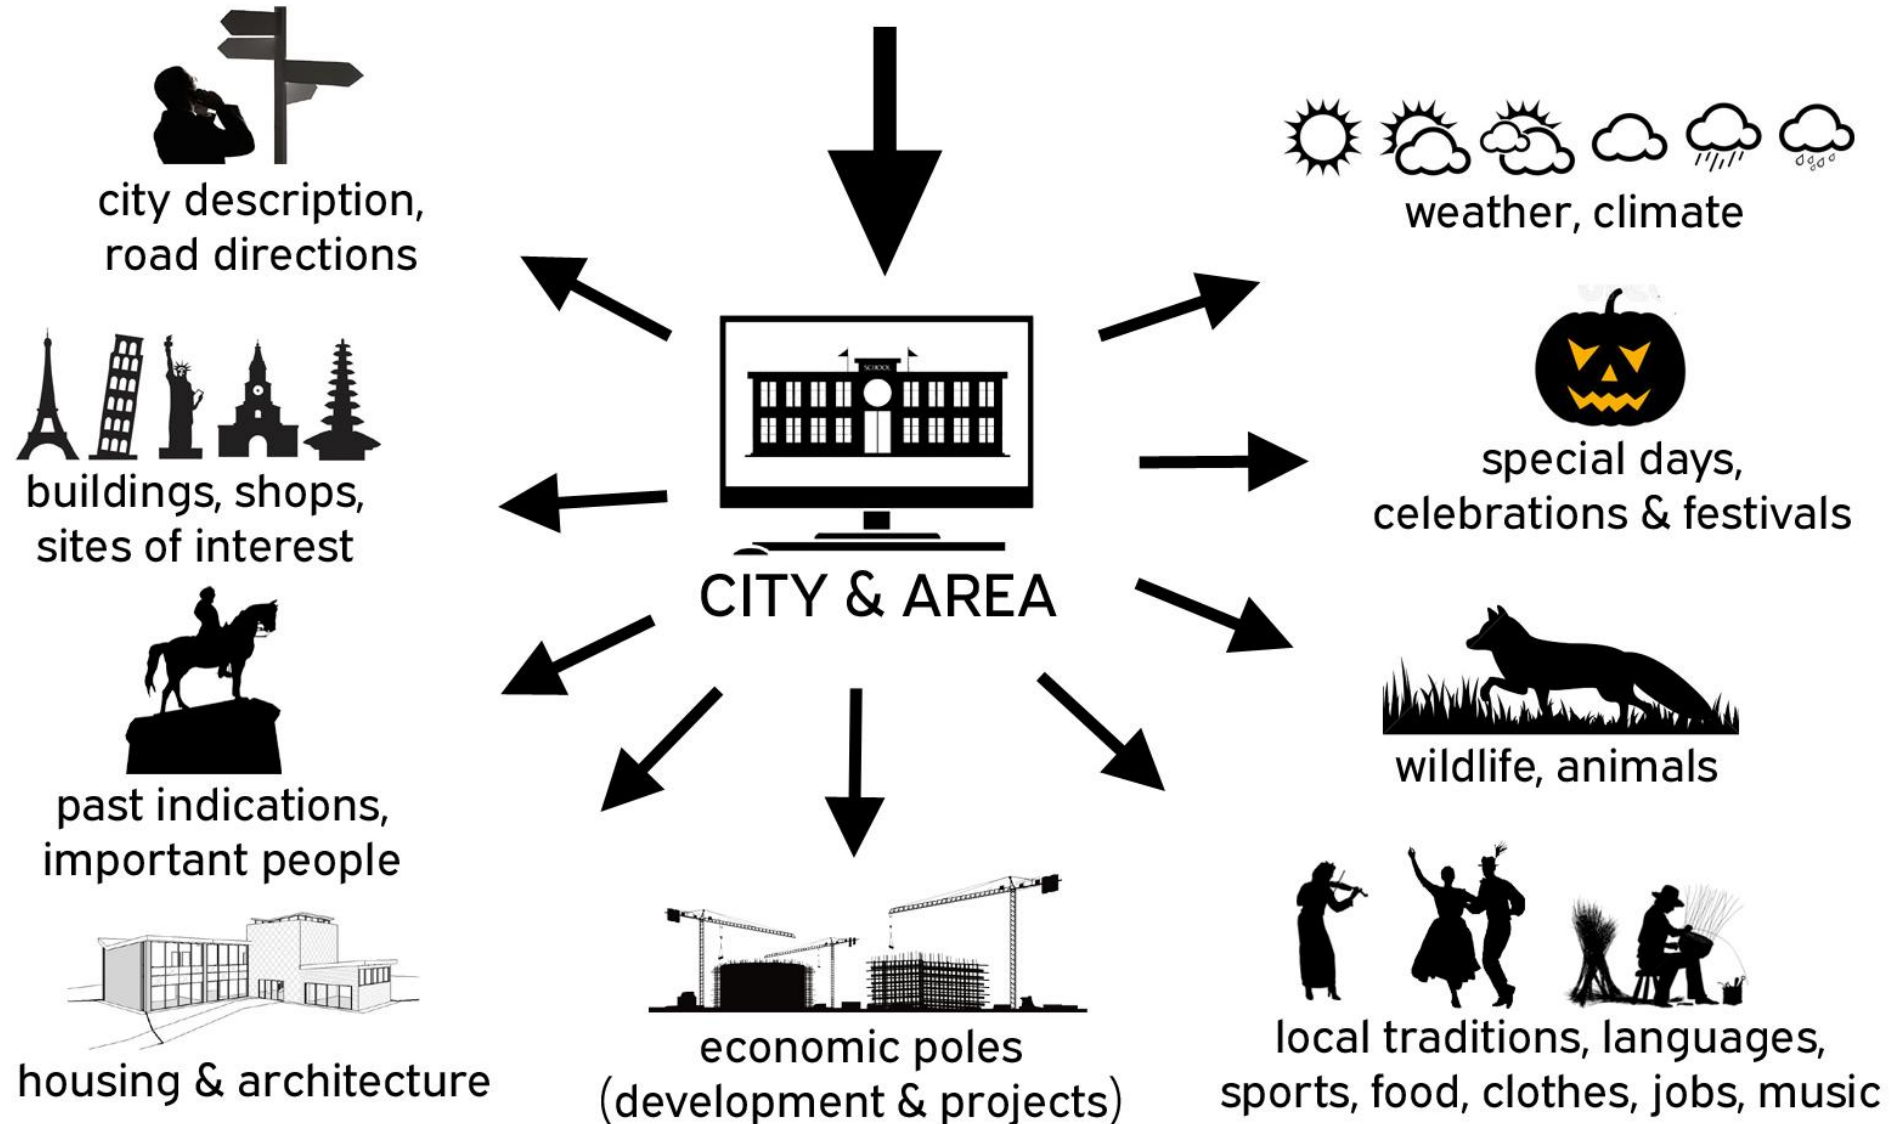 city description,
road directions
buildings, shops,
sites of interest
past indications,
important people
housing & architecture
SCHOOL
CITY & AREA
economic poles
(development & projects)
weather, climate
special days,
celebrations & festivals
wildlife, animals
local traditions, languages,
sports, food, clothes, jobs, music